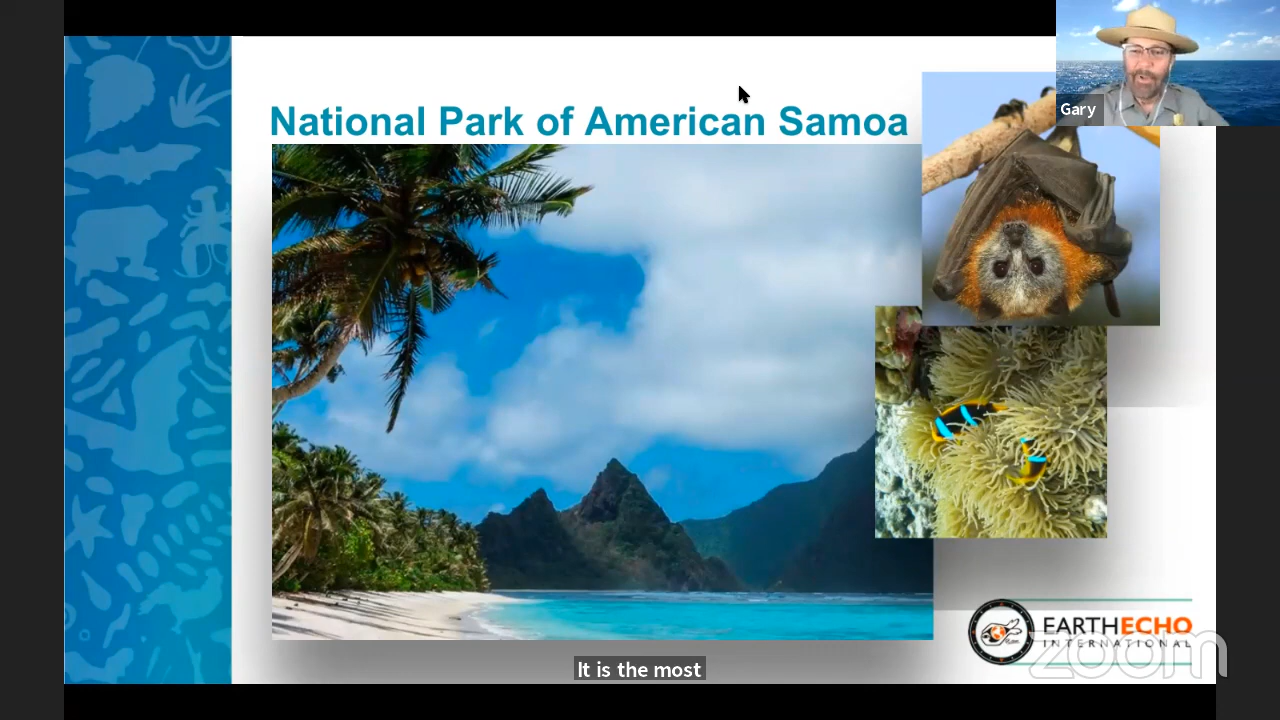 Gary
National Park of American Samoa
EARTHECHO
INTERNATIONAL
zoom
It is the most